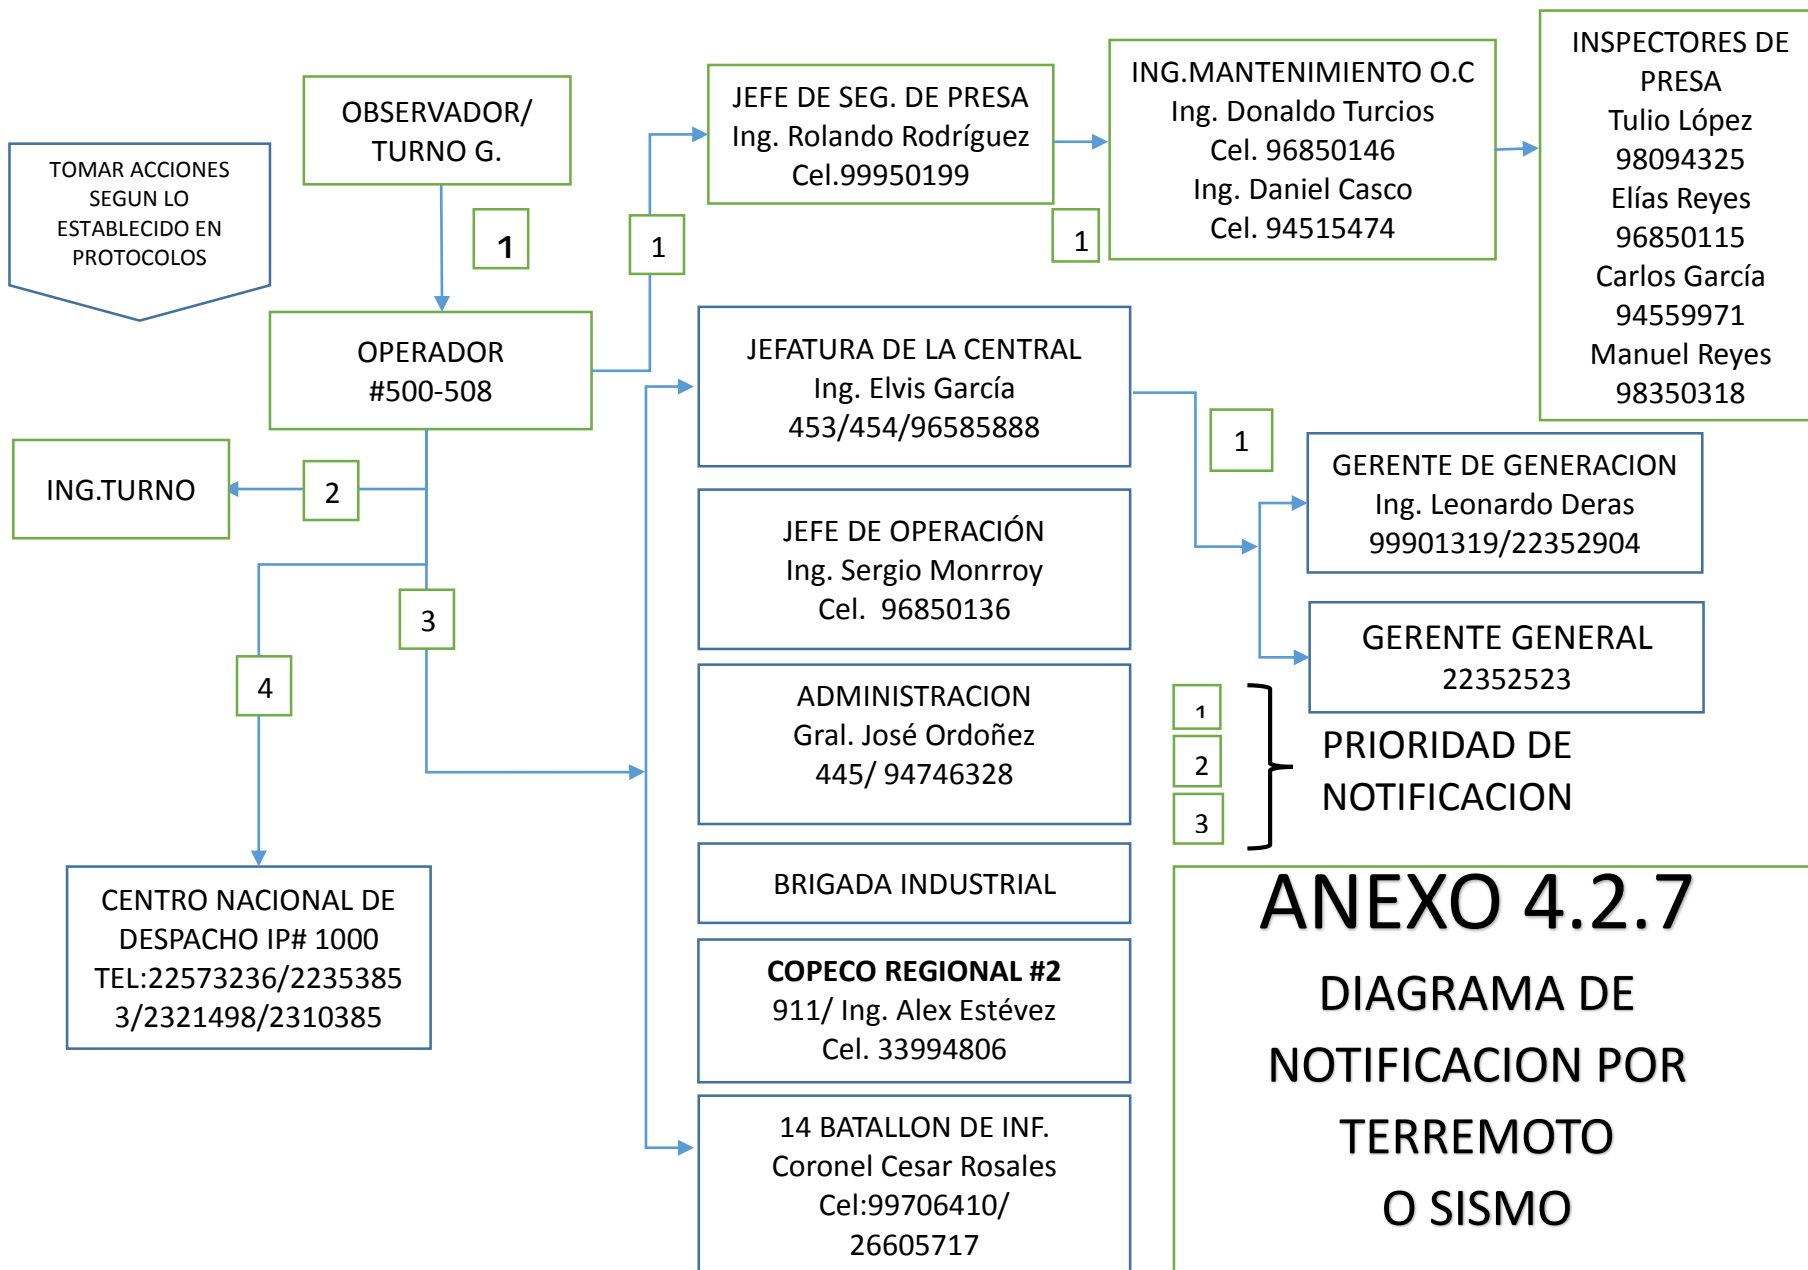 OBSERVADOR/
TURNO G.
TOMAR ACCIONES
SEGUN LO
ESTABLECIDO EN
PROTOCOLOS
1
OPERADOR
#500-508
1
JEFE DE SEG. DE PRESA
Ing. Rolando Rodríguez
Cel.99950199
1
ING.MANTENIMIENTO O.C
Ing. Donaldo Turcios
Cel. 96850146
Ing. Daniel Casco
Cel. 94515474
INSPECTORES DE
PRESA
Tulio López
98094325
Elías Reyes
96850115
Carlos García
94559971
Manuel Reyes
98350318
ING.TURNO
2
3
4
JEFATURA DE LA CENTRAL
Ing. Elvis García
453/454/96585888
1
GERENTE DE GENERACION
Ing. Leonardo Deras
99901319/22352904
GERENTE GENERAL
22352523
JEFE DE OPERACIÓN
Ing. Sergio Monrroy
Cel.  96850136
ADMINISTRACION
Gral. José Ordoñez
445/ 94746328
BRIGADA INDUSTRIAL
COPECO REGIONAL #2
911/ Ing. Alex Estévez
Cel. 33994806
14 BATALLON DE INF.
Coronel Cesar Rosales
Cel:99706410/
26605717
CENTRO NACIONAL DE
DESPACHO IP# 1000
TEL:22573236/2235385
3/2321498/2310385
1
2
3
PRIORIDAD DE
NOTIFICACION
ANEXO 4.2.7
DIAGRAMA DE
NOTIFICACION POR
TERREMOTO
O SISMO